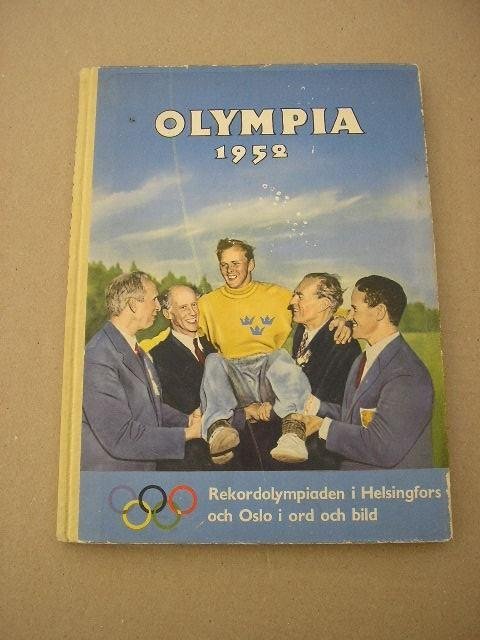 OLYMPIA
1952
Rekordolympiaden i Helsingfors
och Oslo i ord och bild